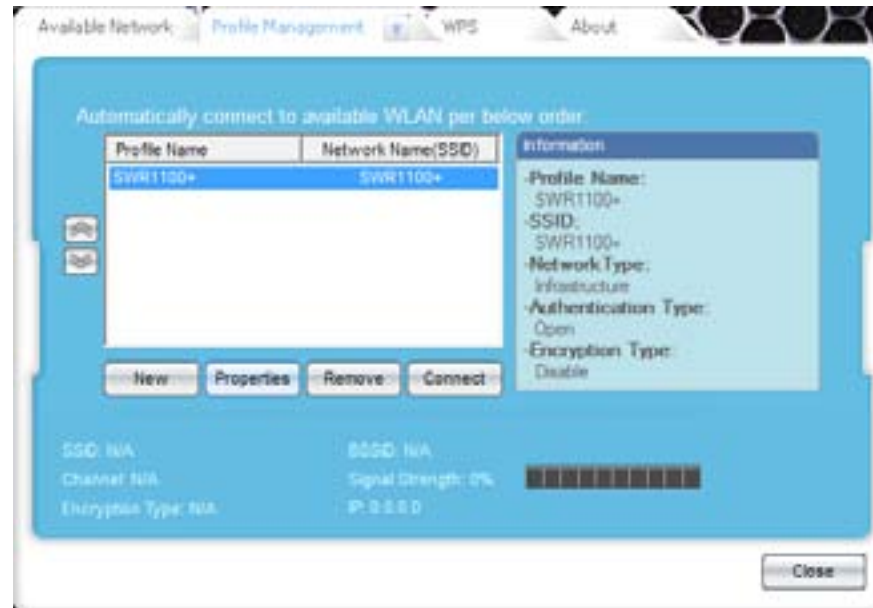 Available Network Profile Management WPS About
Automatically connect to available WLAN per below order:
Profile Name Network Name(SSID)
SWR1100+ SWR1100+
Information
-Profile Name:
SWR1100+
-SSID:
SWR1100+
-Network Type:
Infrastructure
-Authentication Type:
Open
-Encryption Type:
Disable
New Properties Remove Connect
SSID: N/A BSSID: N/A
Channel: N/A Signal Strength: 0%
Encryption Type: N/A IP: 0.0.0.0
Close